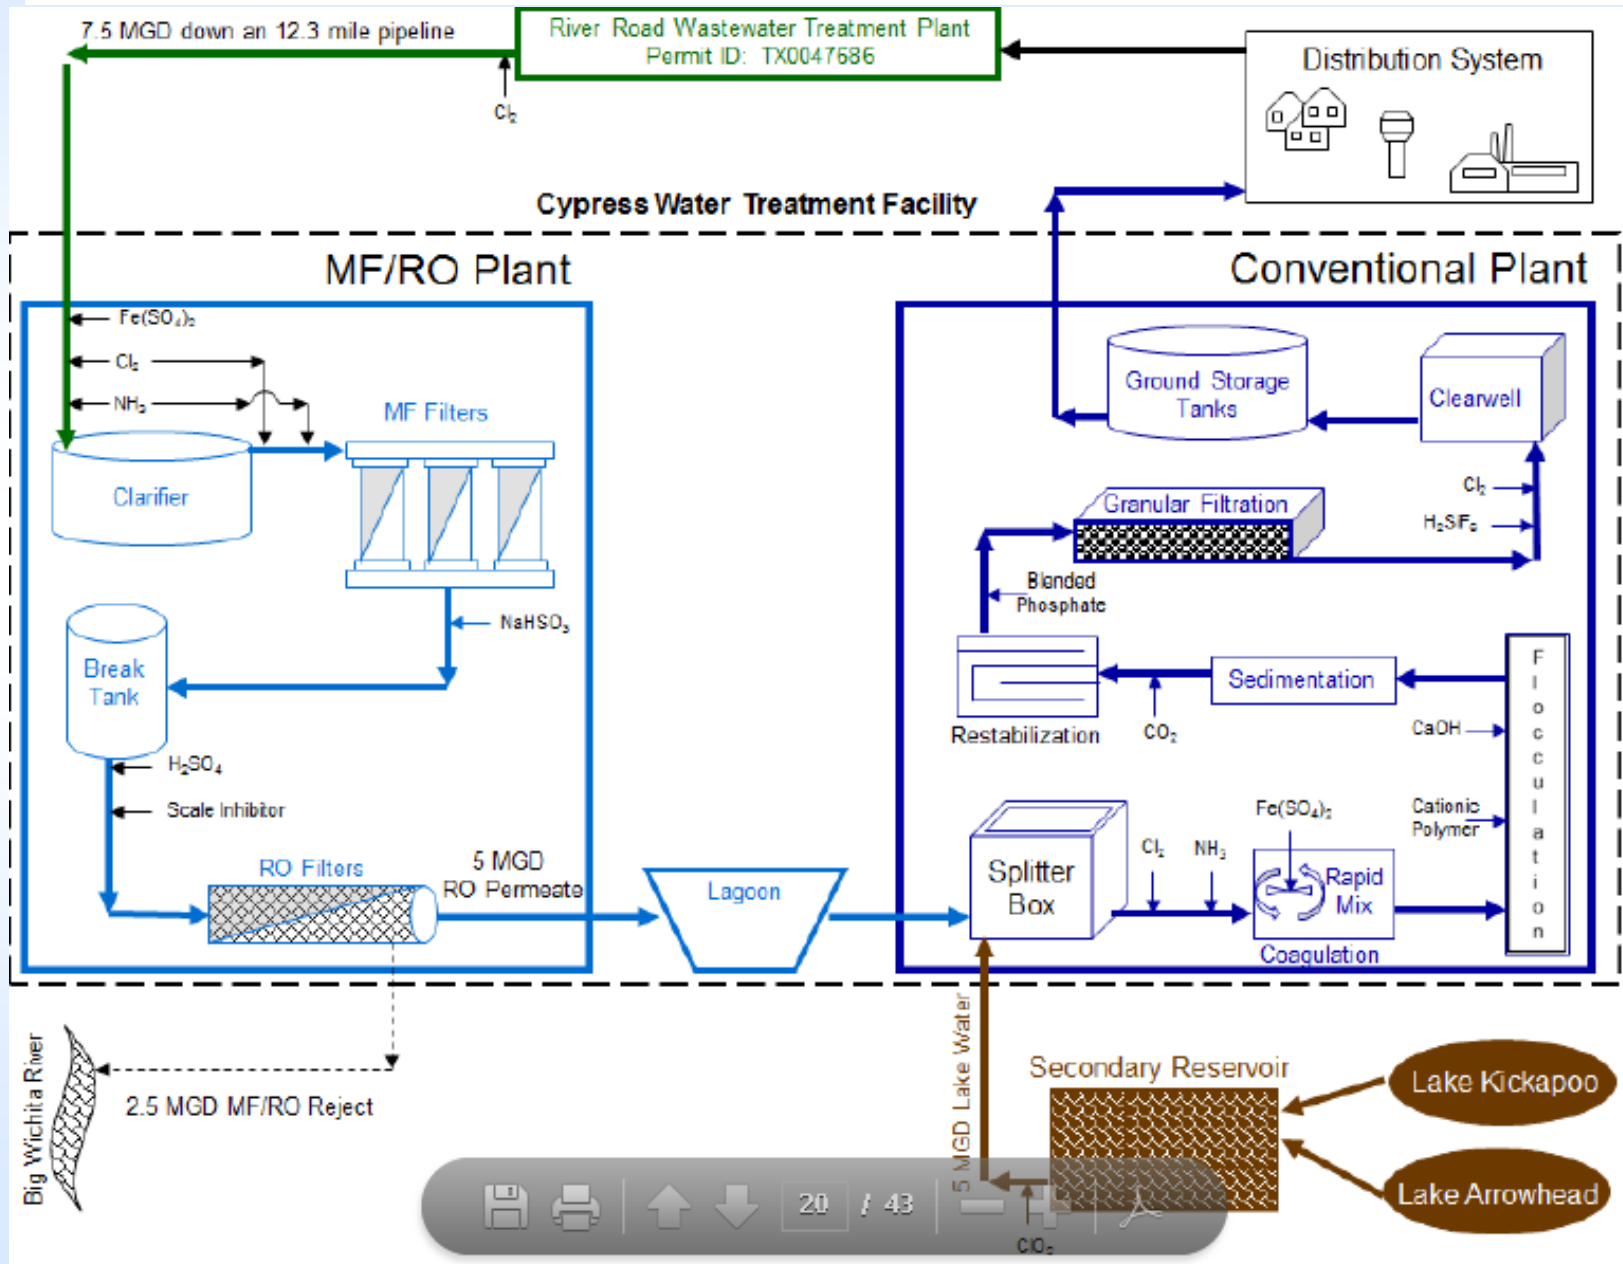 7.5 MGD down an 12.3 mile pipeline
River Road Wastewater Treatment Plant
Permit ID: TX0047686
Cl₂
Distribution System
Cypress Water Treatment Facility
MF/RO Plant
Conventional Plant
Fe(SO₄)₂
Cl₂
NH₃
MF Filters
Clarifier
NaHSO₃
Break
Tank
H₂SO₄
Scale Inhibitor
RO Filters
5 MGD
RO Permeate
Lagoon
Ground Storage
Tanks
Clearwell
Cl₂
H₂SiF₆
Granular Filtration
Blended
Phosphate
Restabilization
CO₂
Sedimentation
Flocculation
CaOH
Cationic
Polymer
Splitter
Box
Cl₂
NH₃
Fe(SO₄)₂
Rapid
Mix
Coagulation
Big Wichita River
2.5 MGD MF/RO Reject
5 MGD Lake Water
Secondary Reservoir
Lake Kickapoo
Lake Arrowhead
ClO₂
20 / 43